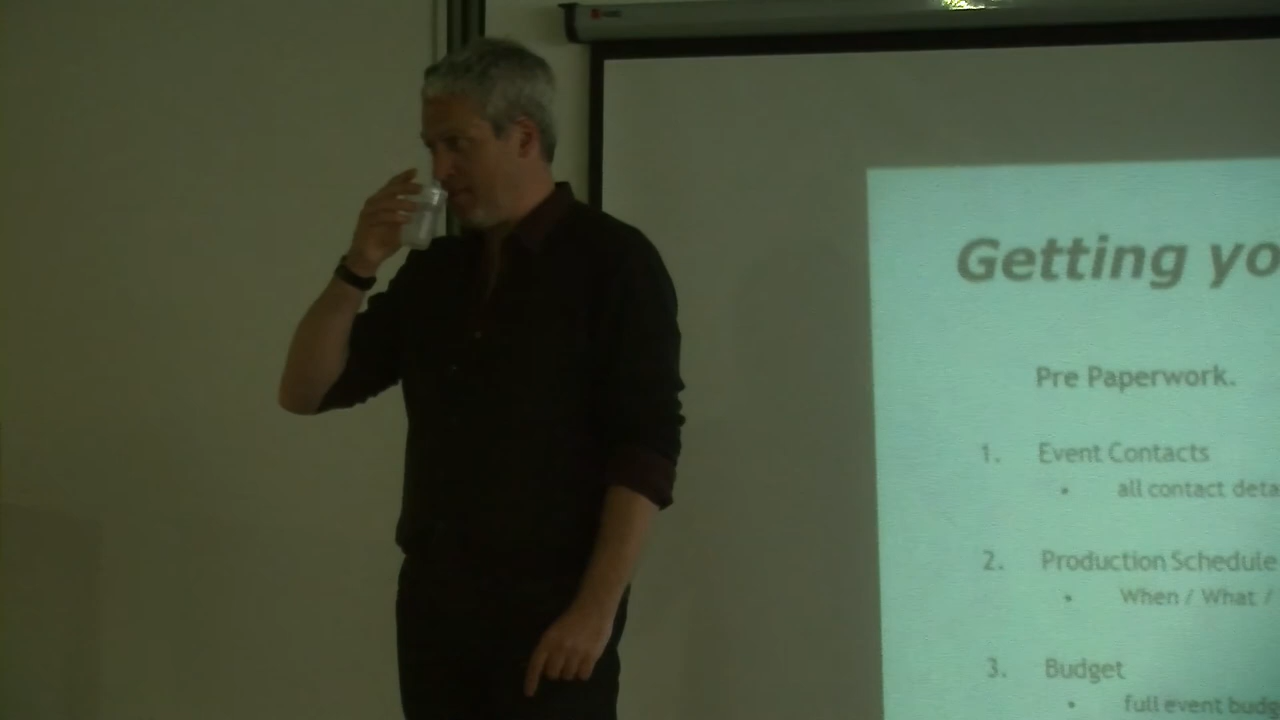 Getting yo
Pre Paperwork.
1. Event Contacts
• all contact deta
2. Production Schedule
• When / What /
3. Budget
• full event budg